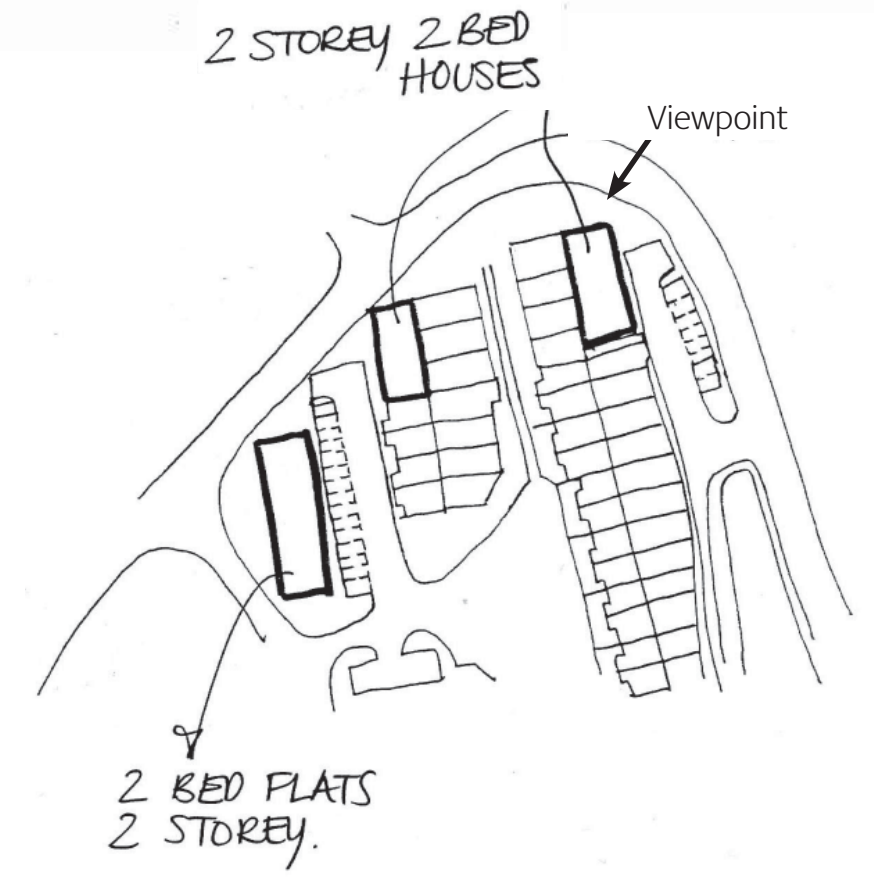 2 STOREY 2 BED
HOUSES
Viewpoint
2 BED FLATS
2 STOREY.